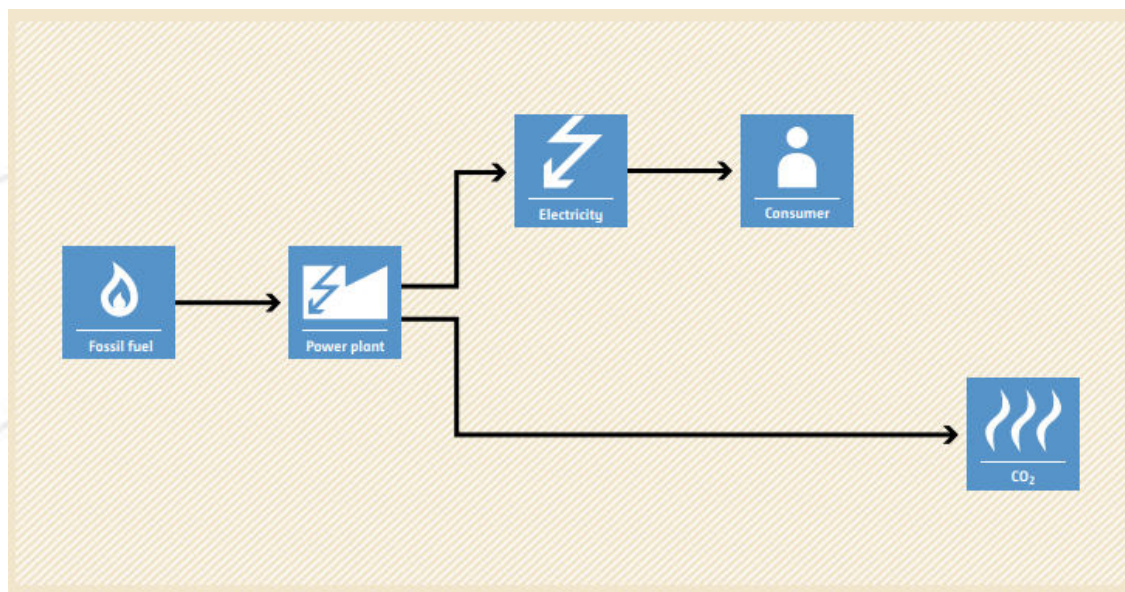 Electricity
Consumer
Fossil fuel
Power plant
CO₂